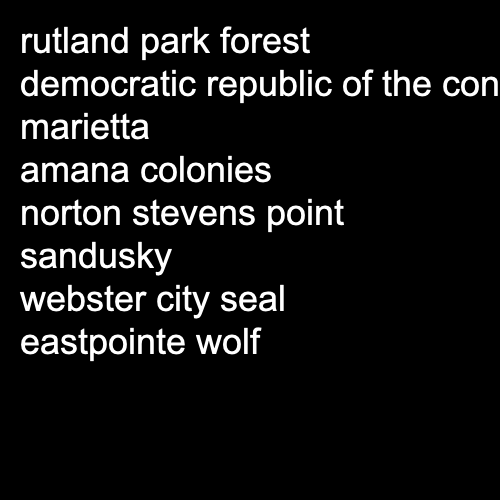 rutland park forest
democratic republic of the con
marietta
amana colonies
norton stevens point
sandusky
webster city seal
eastpointe wolf